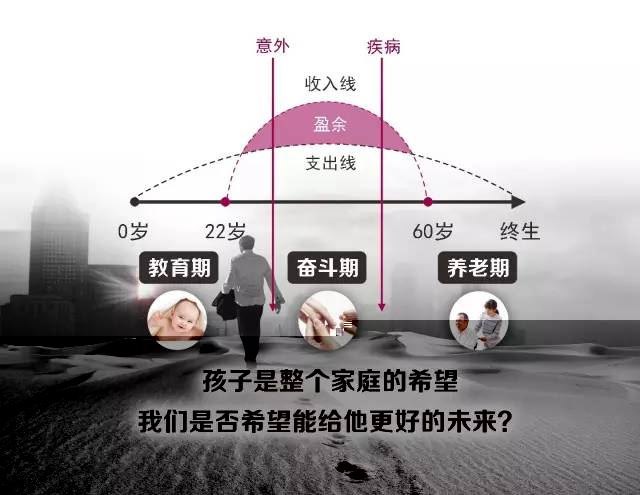 意外 疾病
收入线
盈余
支出线
0岁 22岁 60岁 终生
教育期 奋斗期 养老期
孩子是整个家庭的希望
我们是否希望能给他更好的未来?